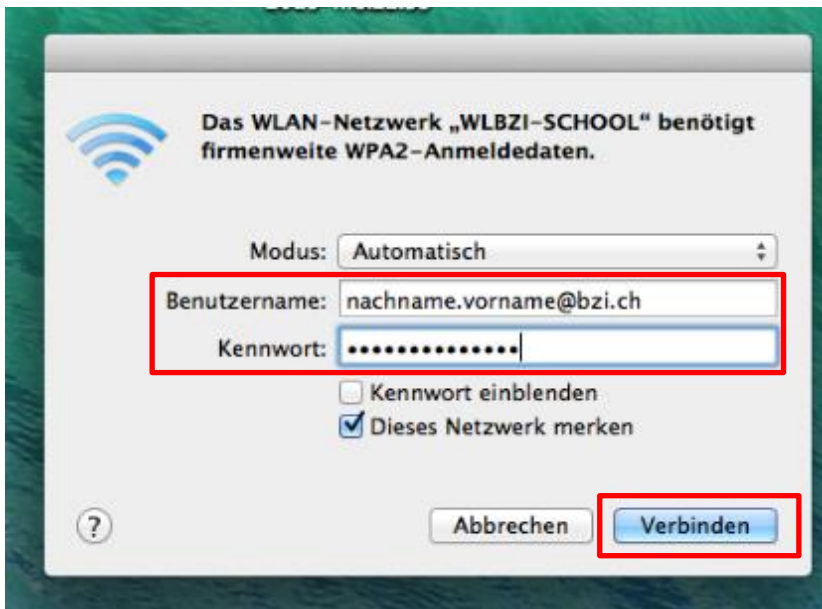 Das WLAN-Netzwerk „WLBZI-SCHOOL“ benötigt
firmenweite WPA2-Anmeldedaten.
Modus: Automatisch
Benutzername: nachname.vorname@bzi.ch
Kennwort: ••••••••••••••
Kennwort einblenden
Dieses Netzwerk merken
? Abbrechen Verbinden